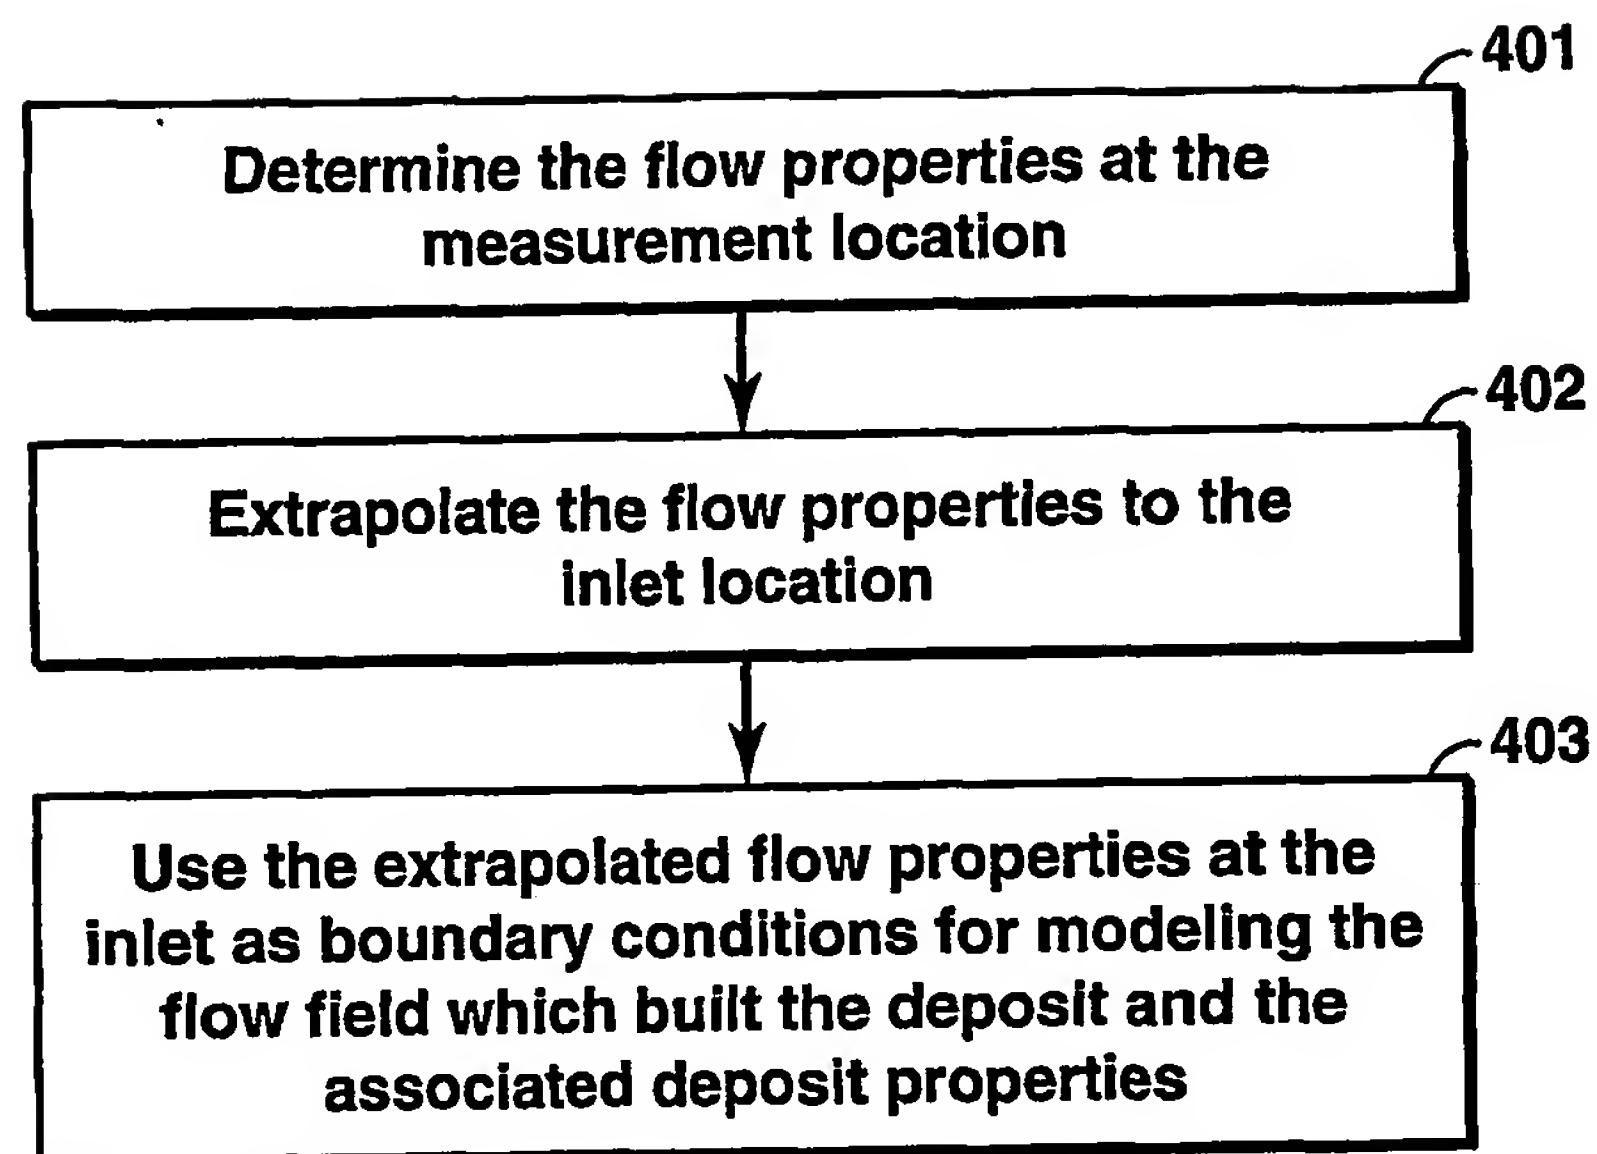 401
Determine the flow properties at the
measurement location
402
Extrapolate the flow properties to the
inlet location
403
Use the extrapolated flow properties at the
inlet as boundary conditions for modeling the
flow field which built the deposit and the
associated deposit properties